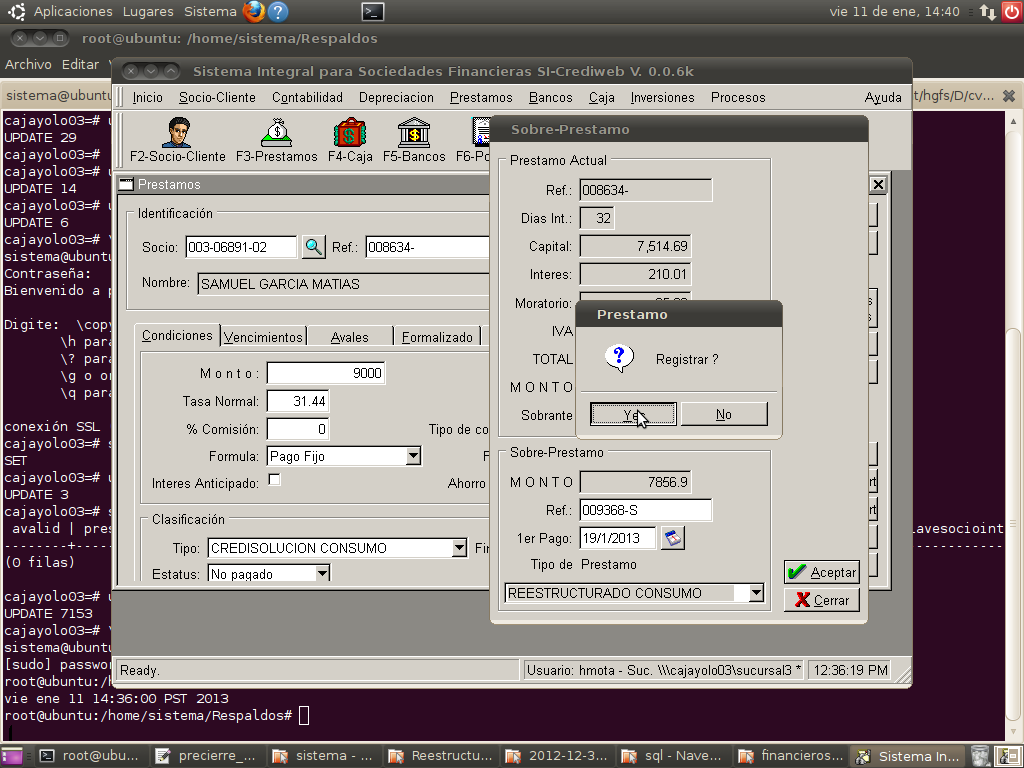 Aplicaciones Lugares Sistema
vie 11 de ene, 14:40
root@ubuntu: /home/sistema/Respaldos
Archivo Editar
Sistema Integral para Sociedades Financieras SI-Crediweb V. 0.0.6k
sistema@ubuntu
t/hgfs/D/cv...
Inicio Socio-Cliente Contabilidad Depreciacion Prestamos Bancos Caja Inversiones Procesos Ayuda
F2-Socio-Cliente F3-Prestamos F4-Caja F5-Bancos F6-Po
cajayolo03=# u
UPDATE 29
cajayolo03=#
cajayolo03=# u
UPDATE 14
cajayolo03=# u
UPDATE 6
cajayolo03=# \
sistema@ubuntu
Contraseña:
Bienvenido a p
Digite: \copy
\h para
\? para
\g o o
\q para
conexión SSL
cajayolo03=# s
SET
cajayolo03=# u
UPDATE 3
cajayolo03=# s
avalid | pres
lavesocioint
(0 filas)
cajayolo03=# u
UPDATE 7153
cajayolo03=# \
sistema@ubuntu
[sudo] passwo
root@ubuntu:/h
vie ene 11 14:36:00 PST 2013
root@ubuntu:/home/sistema/Respaldos#
Prestamos
Identificación
Socio: 003-06891-02 Ref.: 008634-
Nombre: SAMUEL GARCIA MATIAS
Condiciones Vencimientos Avales Formalizado
M o n t o : 9000
Tasa Normal: 31.44
% Comisión: 0 Tipo de co
Formula: Pago Fijo F
Interes Anticipado: Ahorro
Clasificación
Tipo: CREDISOLUCION CONSUMO Fin
Estatus: No pagado
Sobre-Prestamo
Prestamo Actual
Ref.: 008634-
Dias Int.: 32
Capital: 7,514.69
Interes: 210.01
Moratorio:
IVA
TOTAL
M O N T O
Sobrante
Prestamo
Registrar ?
Yes No
Sobre-Prestamo
M O N T O 7856.9
Ref.: 009368-S
1er Pago: 19/1/2013
Tipo de Prestamo
REESTRUCTURADO CONSUMO
Aceptar
Cerrar
Ready.
Usuario: hmota - Suc. \\\cajayolo03\sucursal3 * 12:36:19 PM
root@ubu... precierre_... sistema - ... Reestructu... 2012-12-3... sql - Nave... financieros... Sistema In...